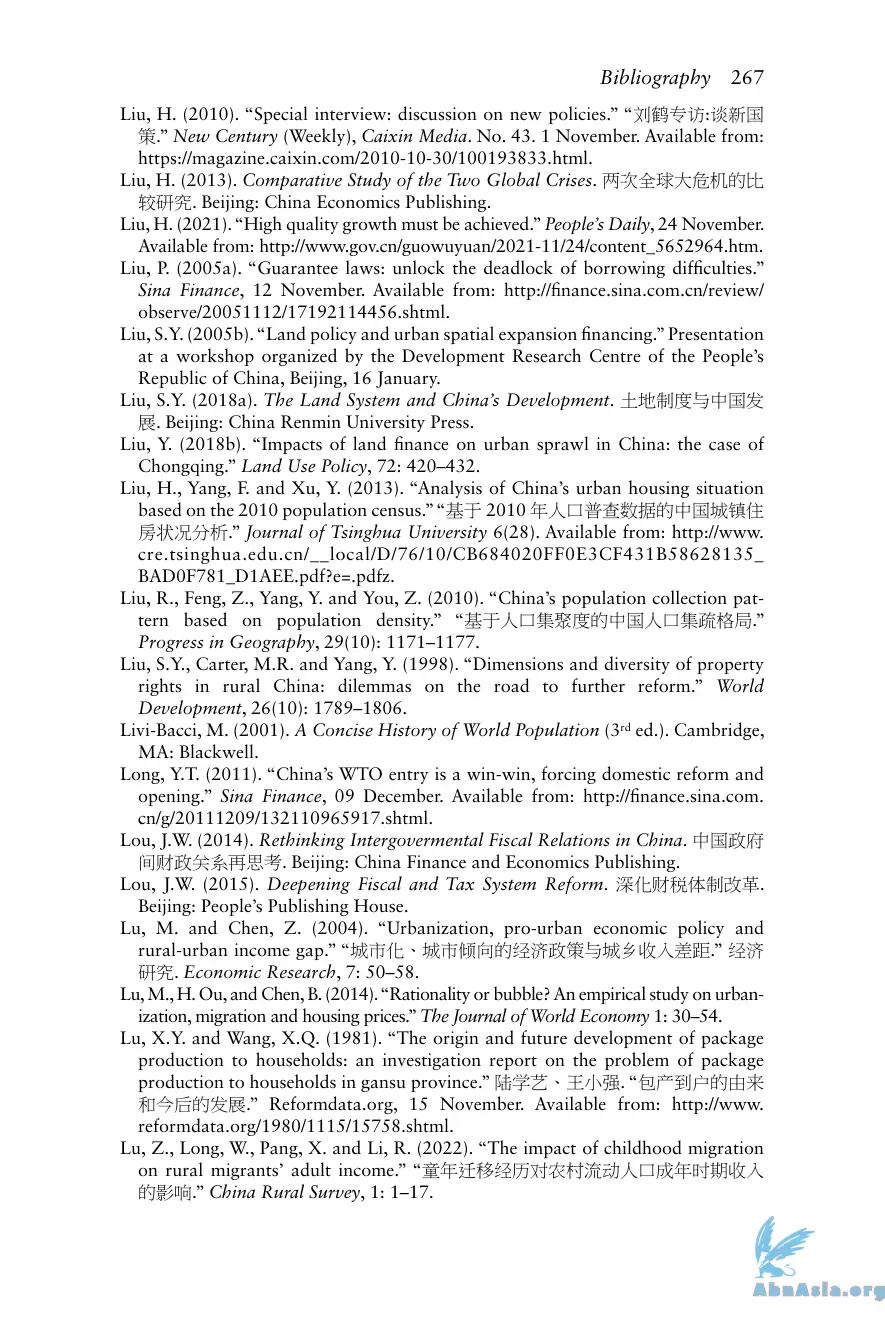 Bibliography 267
Liu, H. (2010). “Special interview: discussion on new policies.” “刘鹤专访:谈新国
策.” New Century (Weekly), Caixin Media. No. 43. 1 November. Available from:
https://magazine.caixin.com/2010-10-30/100193833.html.
Liu, H. (2013). Comparative Study of the Two Global Crises. 两次全球大危机的比
较研究. Beijing: China Economics Publishing.
Liu, H. (2021). “High quality growth must be achieved.” People’s Daily, 24 November.
Available from: http://www.gov.cn/guowuyuan/2021-11/24/content_5652964.htm.
Liu, P. (2005a). “Guarantee laws: unlock the deadlock of borrowing difficulties.”
Sina Finance, 12 November. Available from: http://finance.sina.com.cn/review/
observe/20051112/17192114456.shtml.
Liu, S.Y. (2005b). “Land policy and urban spatial expansion financing.” Presentation
at a workshop organized by the Development Research Centre of the People’s
Republic of China, Beijing, 16 January.
Liu, S.Y. (2018a). The Land System and China’s Development. 土地制度与中国发
展. Beijing: China Renmin University Press.
Liu, Y. (2018b). “Impacts of land finance on urban sprawl in China: the case of
Chongqing.” Land Use Policy, 72: 420–432.
Liu, H., Yang, F. and Xu, Y. (2013). “Analysis of China’s urban housing situation
based on the 2010 population census.” “基于 2010 年人口普查数据的中国城镇住
房状况分析.” Journal of Tsinghua University 6(28). Available from: http://www.
cre.tsinghua.edu.cn/__local/D/76/10/CB684020FF0E3CF431B58628135_
BAD0F781_D1AEE.pdf?e=.pdfz.
Liu, R., Feng, Z., Yang, Y. and You, Z. (2010). “China’s population collection pat-
tern based on population density.” “基于人口集聚度的中国人口集疏格局.”
Progress in Geography, 29(10): 1171–1177.
Liu, S.Y., Carter, M.R. and Yang, Y. (1998). “Dimensions and diversity of property
rights in rural China: dilemmas on the road to further reform.” World
Development, 26(10): 1789–1806.
Livi-Bacci, M. (2001). A Concise History of World Population (3rd ed.). Cambridge,
MA: Blackwell.
Long, Y.T. (2011). “China’s WTO entry is a win-win, forcing domestic reform and
opening.” Sina Finance, 09 December. Available from: http://finance.sina.com.
cn/g/20111209/132110965917.shtml.
Lou, J.W. (2014). Rethinking Intergovermental Fiscal Relations in China. 中国政府
间财政关系再思考. Beijing: China Finance and Economics Publishing.
Lou, J.W. (2015). Deepening Fiscal and Tax System Reform. 深化财税体制改革.
Beijing: People’s Publishing House.
Lu, M. and Chen, Z. (2004). “Urbanization, pro-urban economic policy and
rural-urban income gap.” “城市化、城市倾向的经济政策与城乡收入差距.” 经济
研究. Economic Research, 7: 50–58.
Lu, M., H. Ou, and Chen, B. (2014). “Rationality or bubble? An empirical study on urban-
ization, migration and housing prices.” The Journal of World Economy 1: 30–54.
Lu, X.Y. and Wang, X.Q. (1981). “The origin and future development of package
production to households: an investigation report on the problem of package
production to households in gansu province.” 陆学艺、王小强. “包产到户的由来
和今后的发展.” Reformdata.org, 15 November. Available from: http://www.
reformdata.org/1980/1115/15758.shtml.
Lu, Z., Long, W., Pang, X. and Li, R. (2022). “The impact of childhood migration
on rural migrants’ adult income.” “童年迁移经历对农村流动人口成年时期收入
的影响.” China Rural Survey, 1: 1–17.
AbnAsia.org